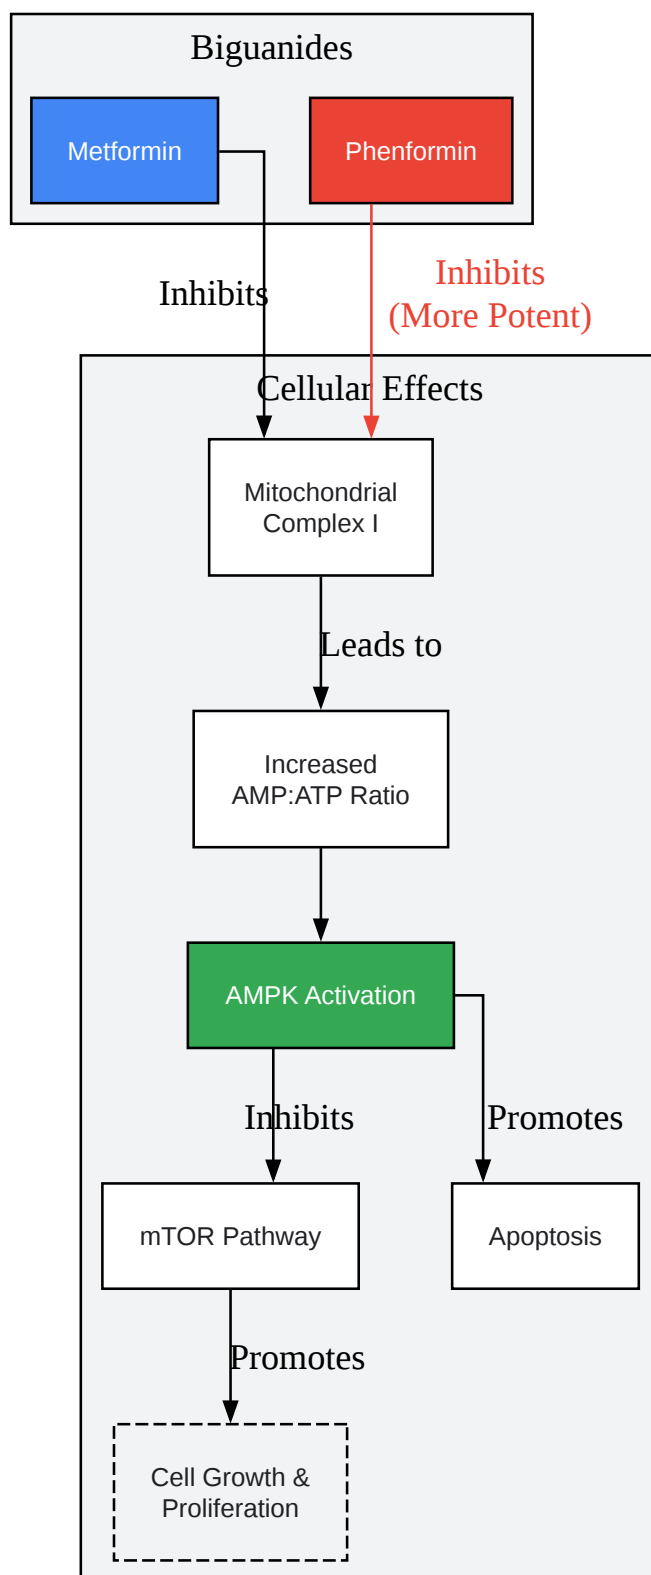 Biguanides
Metformin
Phenformin
Inhibits
Inhibits
(More Potent)
Cellular Effects
Mitochondrial
Complex I
Leads to
Increased
AMP:ATP Ratio
AMPK Activation
Inhibits
Promotes
mTOR Pathway
Apoptosis
Promotes
Cell Growth &
Proliferation